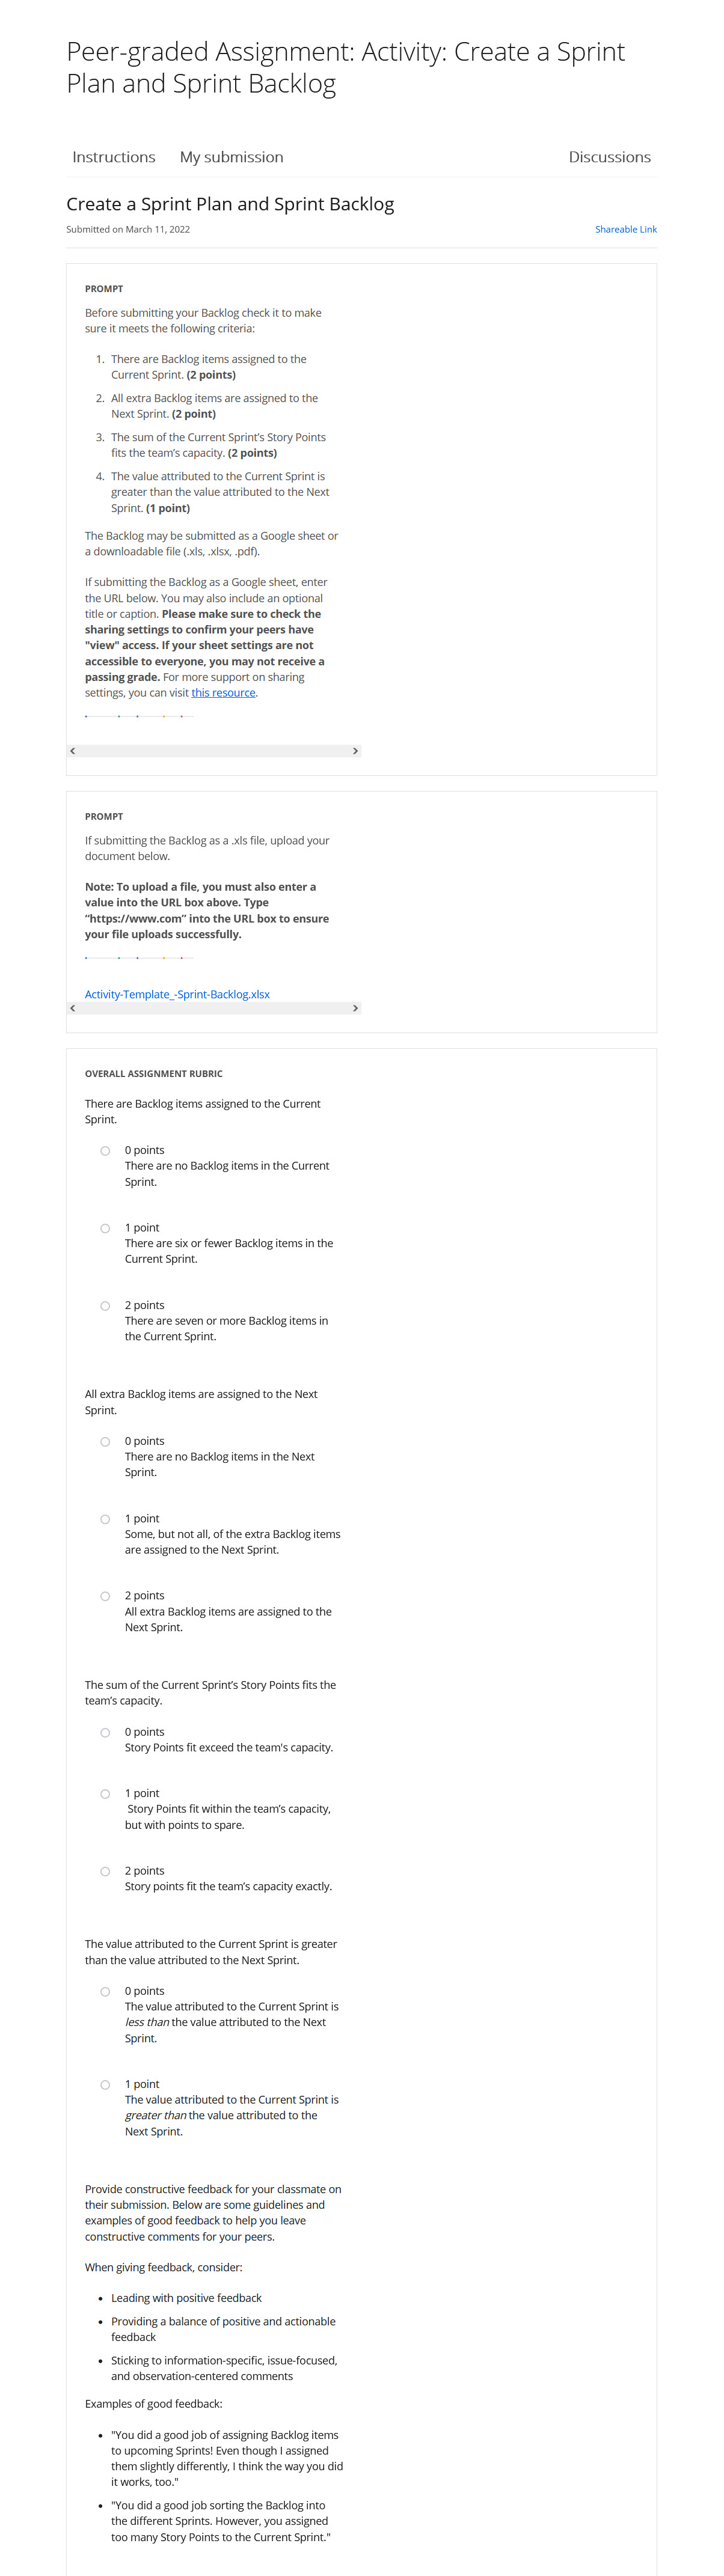 Peer-graded Assignment: Activity: Create a Sprint
Plan and Sprint Backlog
Instructions
My submission
Discussions
Create a Sprint Plan and Sprint Backlog
Submitted on March 11, 2022
Shareable Link
PROMPT
Before submitting your Backlog check it to make
sure it meets the following criteria:
1. There are Backlog items assigned to the
Current Sprint. (2 points)
2. All extra Backlog items are assigned to the
Next Sprint. (2 point)
3. The sum of the Current Sprint's Story Points
fits the team's capacity. (2 points)
4. The value attributed to the Current Sprint is
greater than the value attributed to the Next
Sprint. (1 point)
The Backlog may be submitted as a Google sheet or
a downloadable file (.xls, .xlsx, .pdf).
If submitting the Backlog as a Google sheet, enter
the URL below. You may also include an optional
title or caption. Please make sure to check the
sharing settings to confirm your peers have
"view" access. If your sheet settings are not
accessible to everyone, you may not receive a
passing grade. For more support on sharing
settings, you can visit this resource.
PROMPT
If submitting the Backlog as a .xls file, upload your
document below.
Note: To upload a file, you must also enter a
value into the URL box above. Type
“https://www.com” into the URL box to ensure
your file uploads successfully.
Activity-Template_-Sprint-Backlog.xlsx
OVERALL ASSIGNMENT RUBRIC
There are Backlog items assigned to the Current
Sprint.
0 points
There are no Backlog items in the Current
Sprint.
1 point
There are six or fewer Backlog items in the
Current Sprint.
2 points
There are seven or more Backlog items in
the Current Sprint.
All extra Backlog items are assigned to the Next
Sprint.
0 points
There are no Backlog items in the Next
Sprint.
1 point
Some, but not all, of the extra Backlog items
are assigned to the Next Sprint.
2 points
All extra Backlog items are assigned to the
Next Sprint.
The sum of the Current Sprint's Story Points fits the
team's capacity.
0 points
Story Points fit exceed the team's capacity.
1 point
Story Points fit within the team's capacity,
but with points to spare.
2 points
Story points fit the team's capacity exactly.
The value attributed to the Current Sprint is greater
than the value attributed to the Next Sprint.
0 points
The value attributed to the Current Sprint is
less than the value attributed to the Next
Sprint.
1 point
The value attributed to the Current Sprint is
greater than the value attributed to the
Next Sprint.
Provide constructive feedback for your classmate on
their submission. Below are some guidelines and
examples of good feedback to help you leave
constructive comments for your peers.
When giving feedback, consider:
• Leading with positive feedback
• Providing a balance of positive and actionable
feedback
• Sticking to information-specific, issue-focused,
and observation-centered comments
Examples of good feedback:
• "You did a good job of assigning Backlog items
to upcoming Sprints! Even though I assigned
them slightly differently, I think the way you did
it works, too."
• "You did a good job sorting the Backlog into
the different Sprints. However, you assigned
too many Story Points to the Current Sprint."